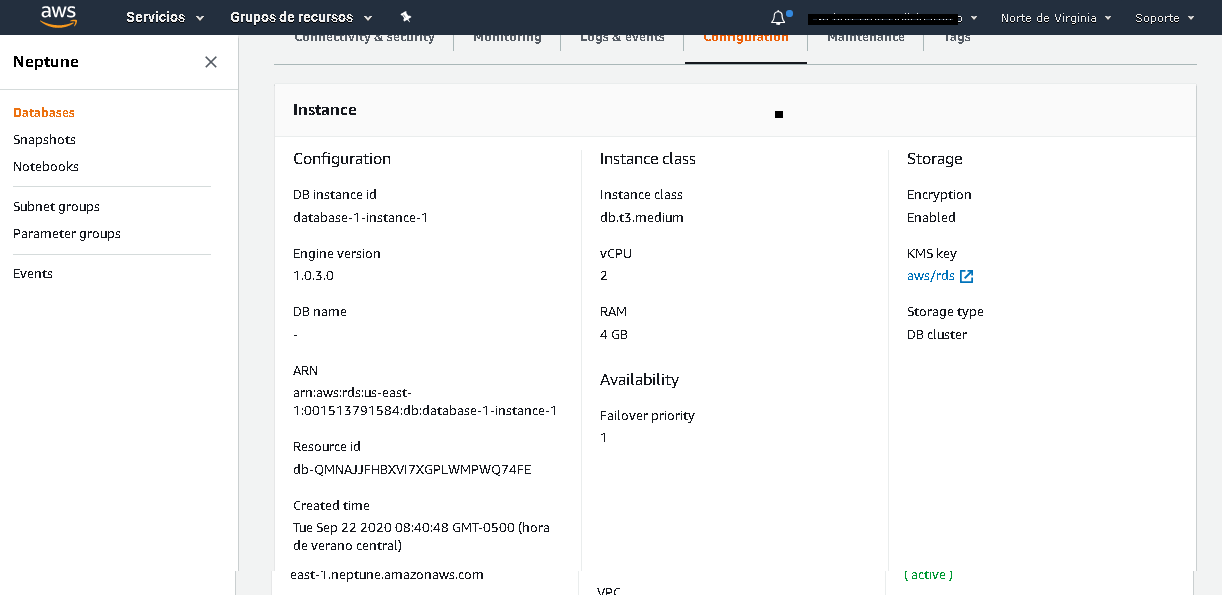 aws
Servicios
Grupos de recursos
Norte de Virginia
Soporte
Neptune
Databases
Snapshots
Notebooks
Subnet groups
Parameter groups
Events
Connectivity & security
Monitoring
Logs & events
Configuration
Maintenance
Tags
Instance
Configuration
DB instance id
database-1-instance-1
Engine version
1.0.3.0
DB name
-
ARN
arn:aws:rds:us-east-
1:001513791584:db:database-1-instance-1
Resource id
db-QMNAJJFHBXVI7XGPLWMPWQ74FE
Created time
Tue Sep 22 2020 08:40:48 GMT-0500 (hora
de verano central)
east-1.neptune.amazonaws.com
Instance class
Instance class
db.t3.medium
vCPU
2
RAM
4 GB
Availability
Failover priority
1
VPC
Storage
Encryption
Enabled
KMS key
aws/rds
Storage type
DB cluster
( active )